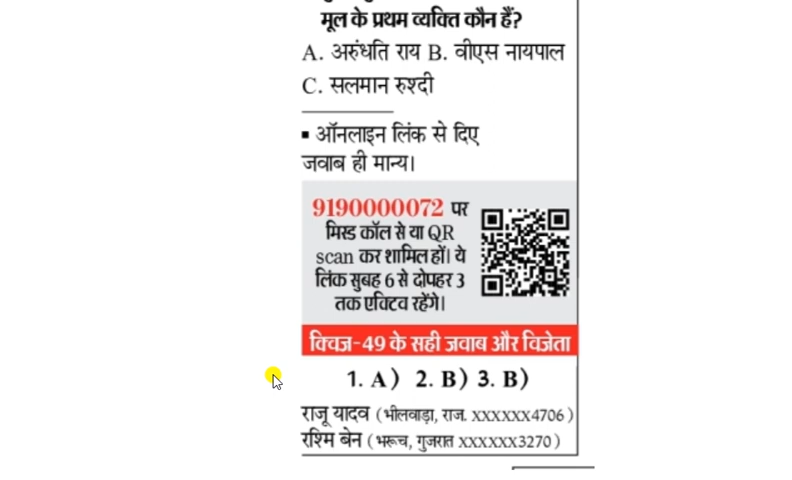 मूल के प्रथम व्यक्ति कौन हैं?
A. अरुंधति राय B. वीएस नायपाल
C. सलमान रुश्दी
▪ ऑनलाइन लिंक से दिए
जवाब ही मान्य।
9190000072 पर
मिस्ड कॉल से या QR
scan कर शामिल हों। ये
लिंक सुबह 6 से दोपहर 3
तक एक्टिव रहेंगे।
क्विज-49 के सही जवाब और विजेता
1. A) 2. B) 3. B)
राजू यादव (भीलवाड़ा, राज. XXXXXX4706)
रश्मि बेन (भरूच, गुजरात XXXXXX3270)